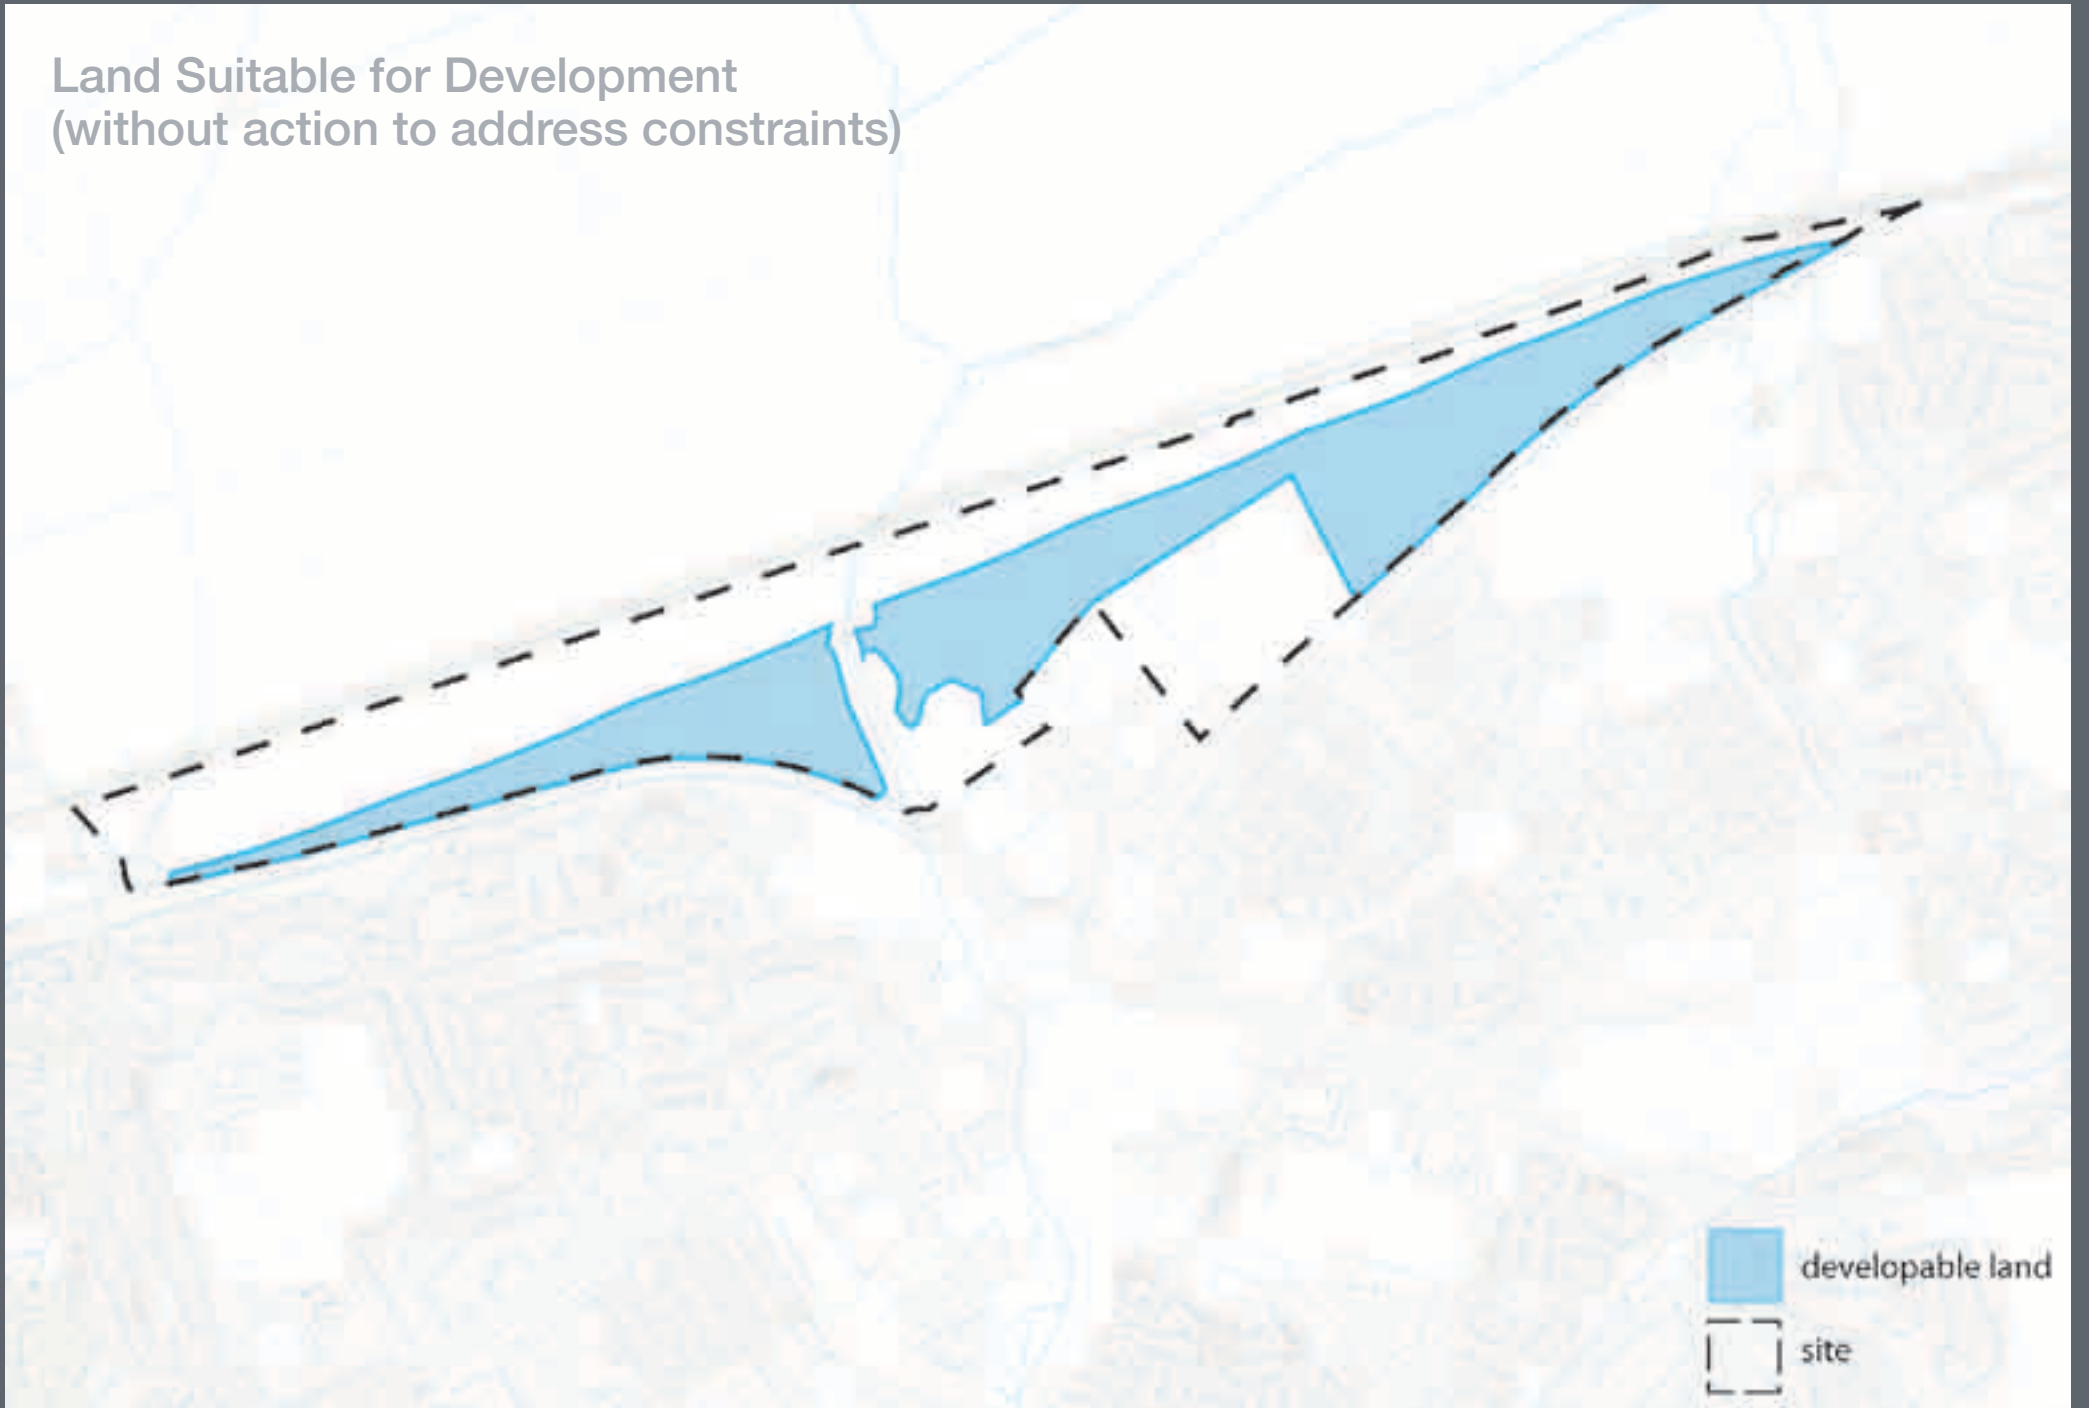 Land Suitable for Development
(without action to address constraints)
developable land
site